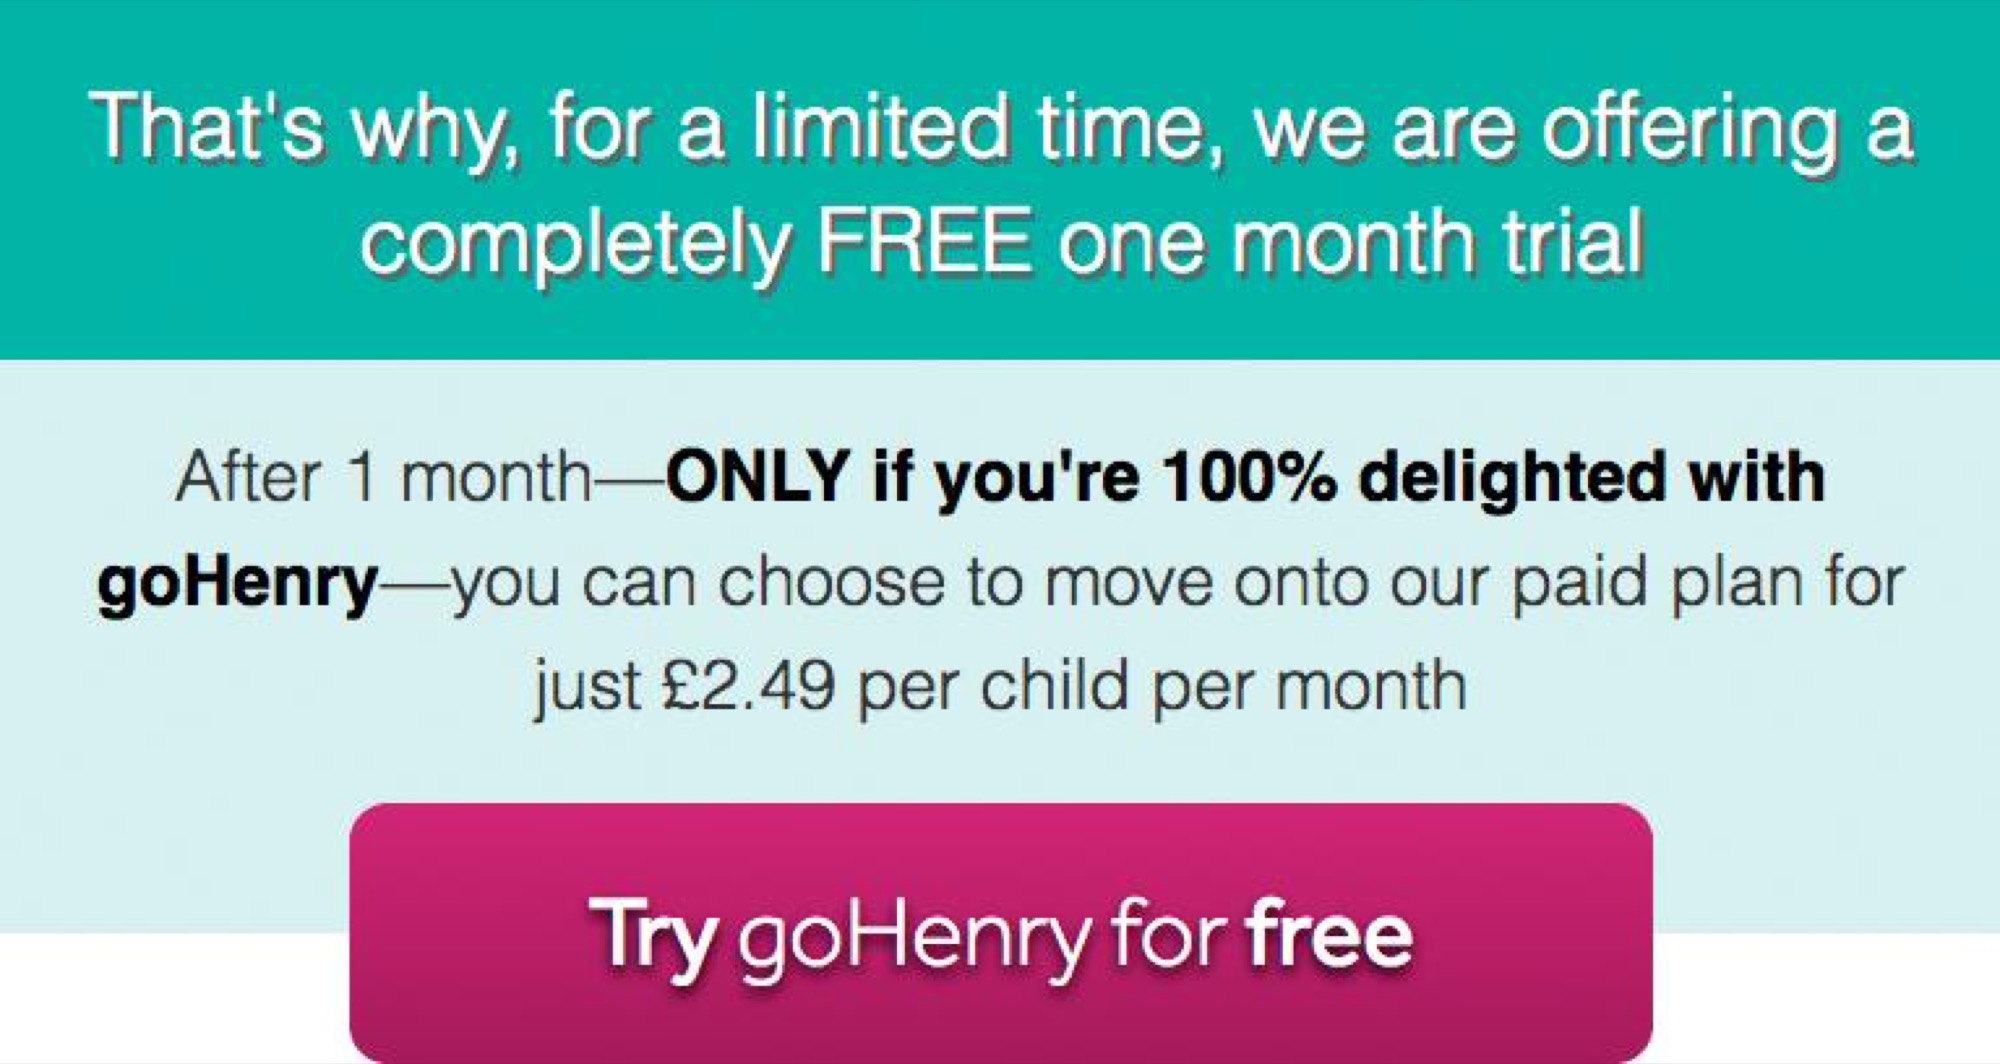 That's why, for a limited time, we are offering a
completely FREE one month trial
After 1 month—ONLY if you're 100% delighted with
goHenry—you can choose to move onto our paid plan for
just £2.49 per child per month
Try goHenry for free